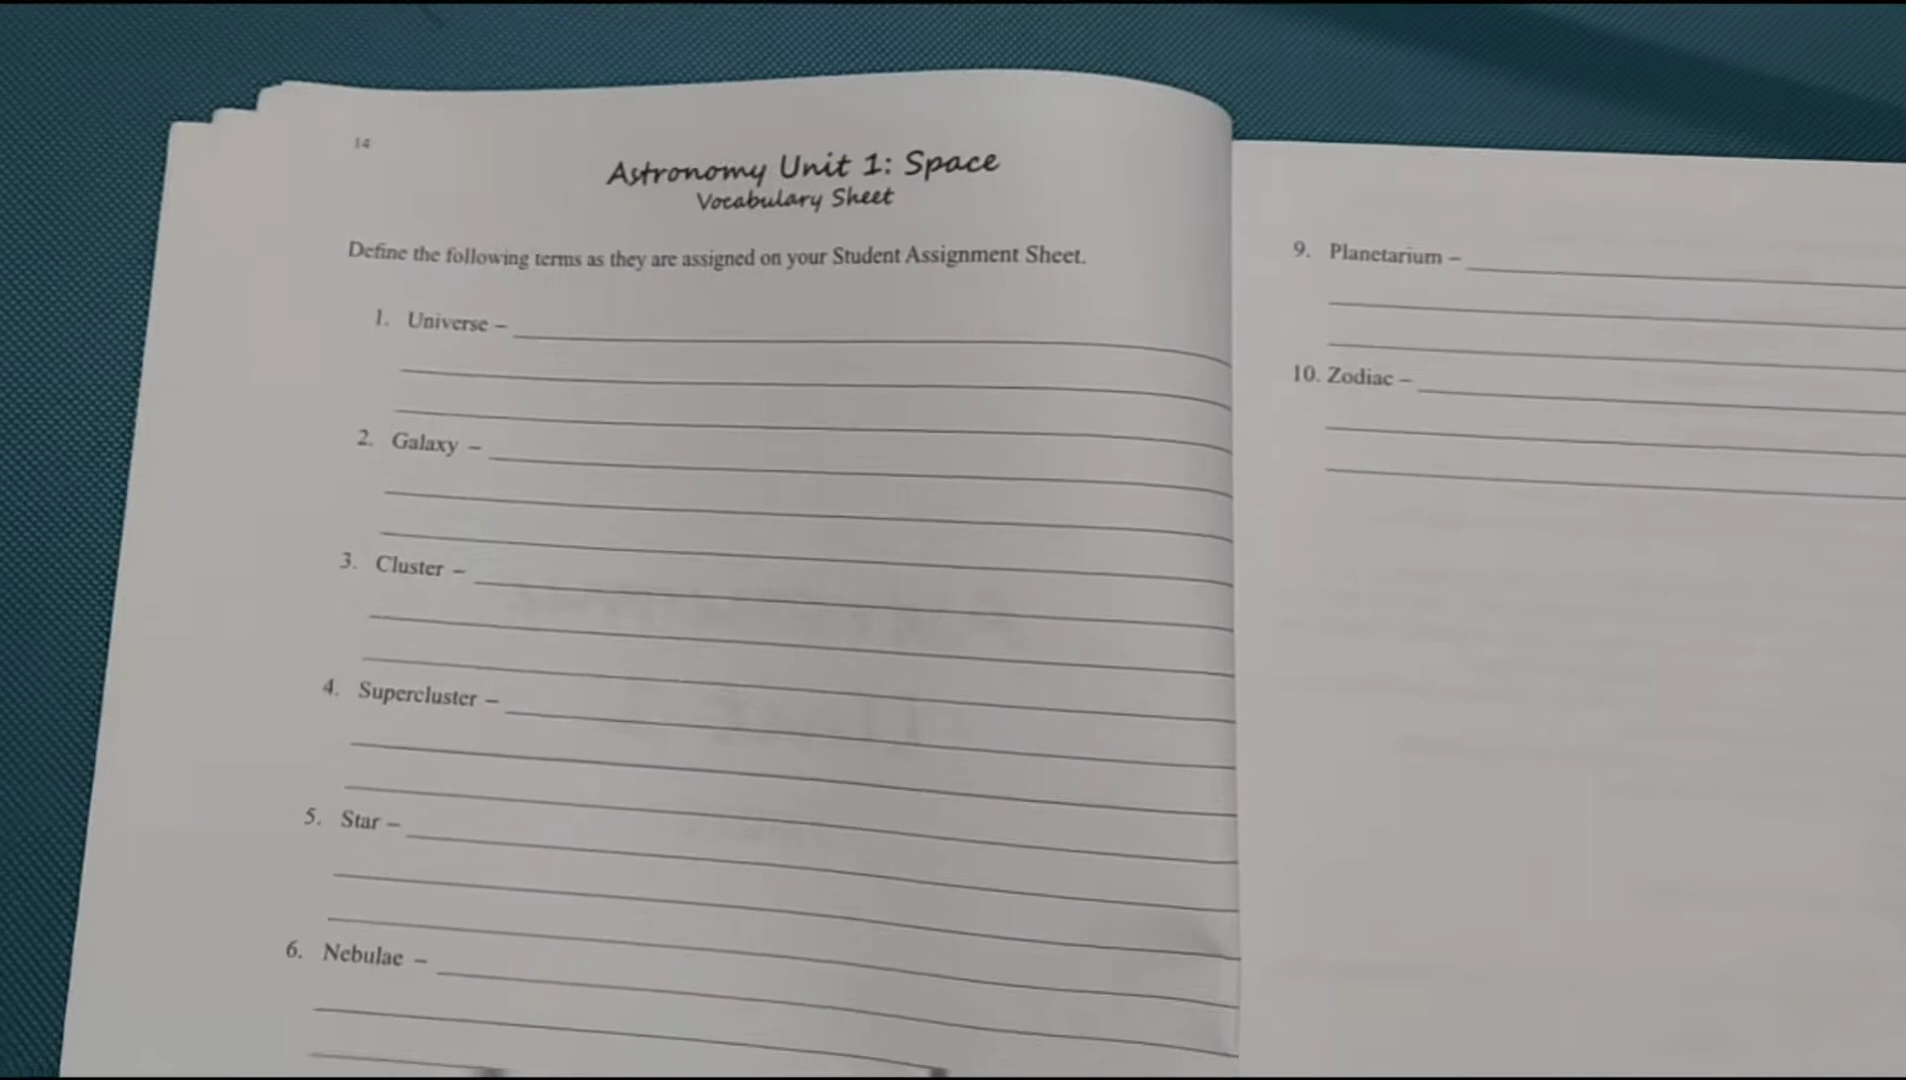 14
Astronomy Unit 1: Space
Vocabulary Sheet
Define the following terms as they are assigned on your Student Assignment Sheet.
1. Universe –
2. Galaxy –
3. Cluster –
4. Supercluster –
5. Star –
6. Nebulae –
9. Planetarium –
10. Zodiac –